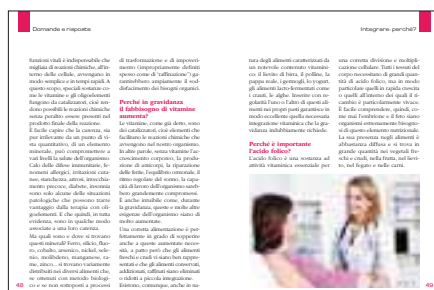 Domande e risposte
Integrare: perché?
funzioni vitali è indispensabile che
migliaia di reazioni chimiche, all'in-
terno delle cellule, avvengano in
modo semplice e in tempi rapidi. A
questo scopo, speciali sostanze co-
me le vitamine e gli oligoelementi
fungono da catalizzatori, cioè ren-
dono possibili le reazioni chimiche
senza peraltro essere presenti nel
prodotto finale della reazione.
È facile capire che la carenza, sia
pur irrilevante da un punto di vi-
sta quantitativo, di un elemento
minerale, può compromettere a
vari livelli la salute dell'organismo.
Calo delle difese immunitarie, fe-
nomeni allergici, irritazioni cuta-
nee, stanchezza, artrosi, invecchia-
mento precoce, diabete, insonnia
sono solo alcune delle situazioni
patologiche che possono trarre
vantaggio dalla terapia con oli-
goelementi. E che quindi, in tutta
evidenza, sono in qualche modo
associate a una loro carenza.
Ma quali sono e dove si trovano
questi minerali? Ferro, silicio, fluo-
ro, cobalto, arsenico, nickel, sele-
nio, molibdeno, manganese, ra-
me, zinco... si trovano variamente
distribuiti nei diversi alimenti che,
se ottenuti con metodo biologi-
co e se non sottoposti a processi
di trasformazione e di impoveri-
mento (impropriamente definiti
spesso come di "raffinazione") ga-
rantirebbero ampiamente il sod-
disfacimento dei bisogni organici.
Perché in gravidanza
il fabbisogno di vitamine
aumenta?
Le vitamine, come già detto, sono
dei catalizzatori, cioè elementi che
facilitano le reazioni chimiche che
avvengono nel nostro organismo.
In altre parole, senza vitamine l'ac-
crescimento corporeo, la produ-
zione di anticorpi, la riparazione
delle ferite, l'equilibrio ormonale, il
ritmo regolare del sonno, la capa-
cità di lavoro dell'organismo sareb-
bero grandemente compromessi.
È anche intuibile come, durante
la gravidanza, queste e molte altre
esigenze dell'organismo siano di
molto aumentate.
Una corretta alimentazione è per-
fettamente in grado di sopperire
anche a queste aumentate neces-
sità, a patto però che gli alimenti
freschi e crudi vi siano ben rappre-
sentati e che gli alimenti conservati,
addizionati, raffinati siano eliminati
o ridotti a piccola integrazione.
Esistono, comunque, anche in na-
tura degli alimenti caratterizzati da
un notevole contenuto vitamini-
co: il lievito di birra, il polline, la
pappa reale, i germogli, lo yogurt,
gli alimenti lacto-fermentati come
i crauti, le alghe. Inserire con re-
golarità l'uno o l'altro di questi ali-
menti nei propri pasti garantisce in
modo eccellente quella necessaria
integrazione vitaminica che la gra-
vidanza indubbiamente richiede.
Perché è importante
l'acido folico?
L'acido folico è una sostanza ad
attività vitaminica essenziale per
una corretta divisione e moltipli-
cazione cellulare. Tutti i tessuti del
corpo necessitano di grandi quan-
tità di acido folico, ma in modo
particolare quelli in rapida crescita
o quelli all'interno dei quali il ri-
cambio è particolarmente vivace.
È facile comprendere, quindi, co-
me mai l'embrione e il feto siano
organismi estremamente bisogno-
si di questo elemento nutrizionale.
La sua presenza negli alimenti è
abbastanza diffusa e si trova in
grande quantità nei vegetali fre-
schi e crudi, nella frutta, nel lievi-
to, nel fegato e nelle carni.
48
49